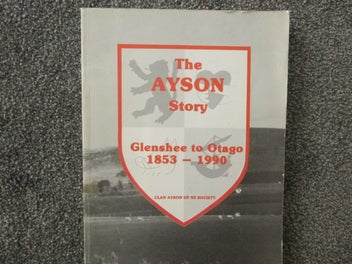 The
AYSON
Story
Glenshee to Otago
1853 - 1990
CLAN AYSON OF NZ SOCIETY